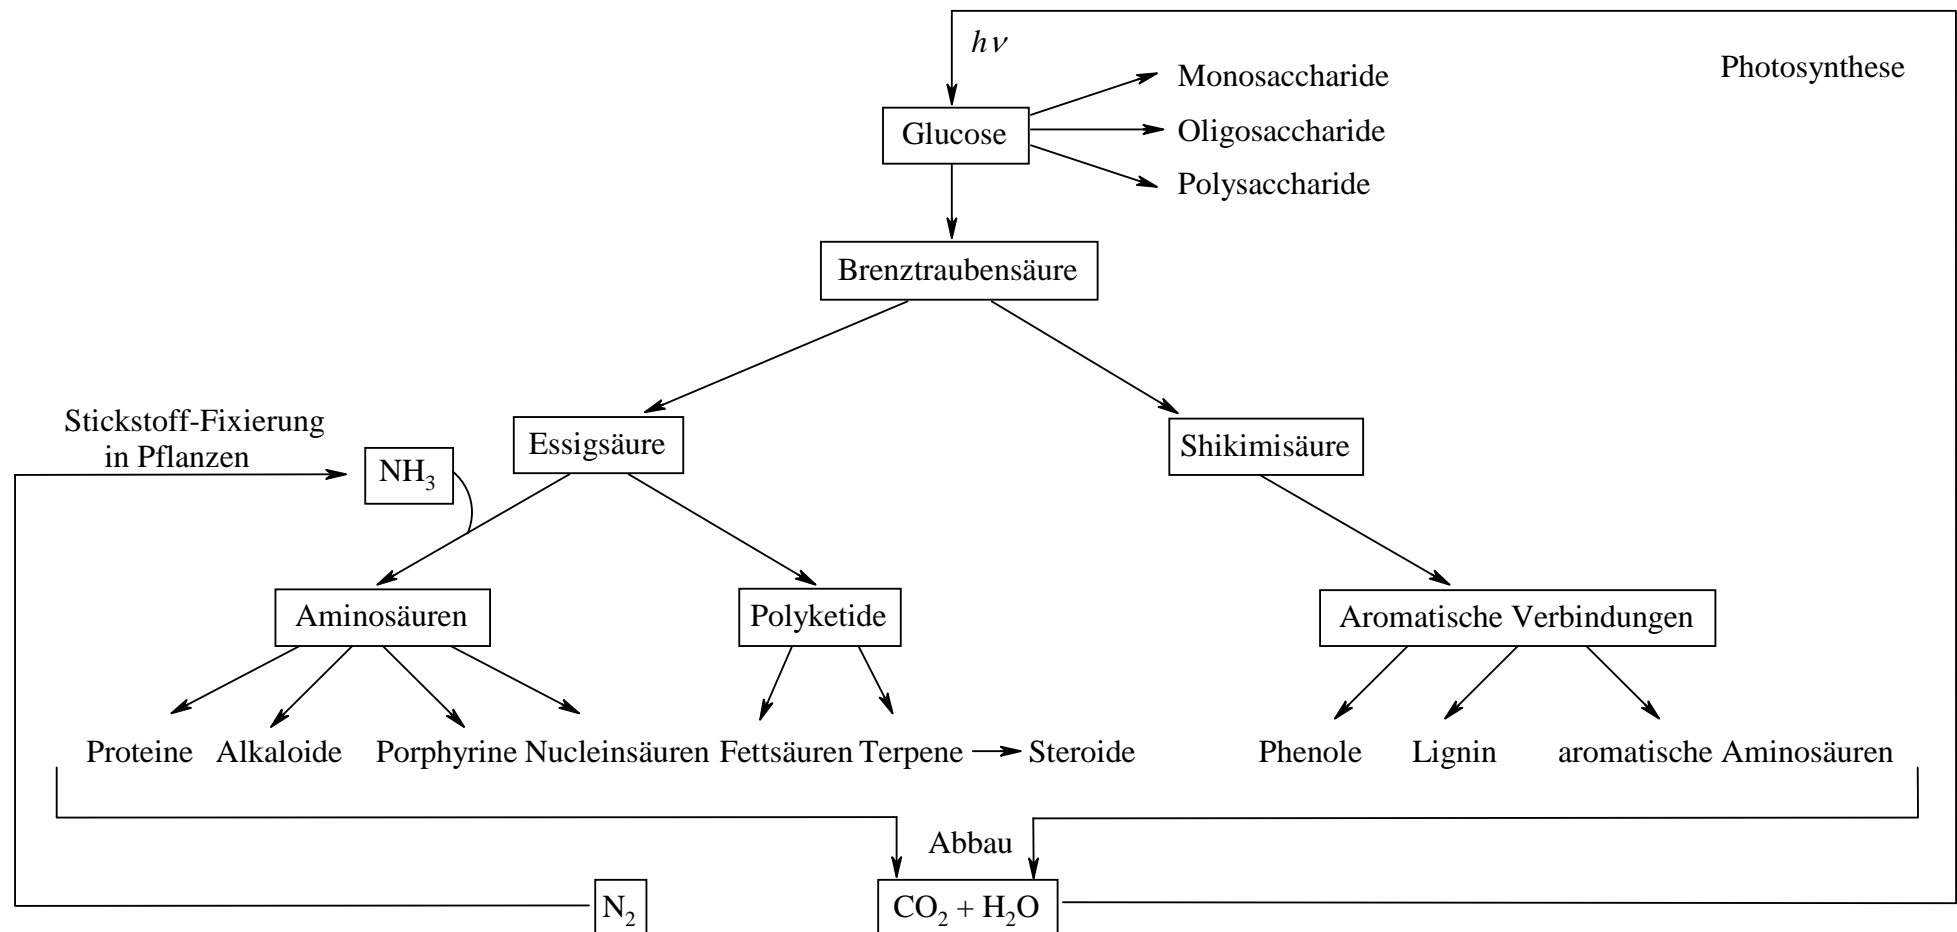 hν
Photosynthese
Monosaccharide
Glucose
Oligosaccharide
Polysaccharide
Brenztraubensäure
Stickstoff-Fixierung
in Pflanzen
NH₃
Essigsäure
Shikimisäure
Aminosäuren
Polyketide
Aromatische Verbindungen
Proteine Alkaloide Porphyrine Nucleinsäuren Fettsäuren Terpene Steroide Phenole Lignin aromatische Aminosäuren
Abbau
N₂
CO₂ + H₂O